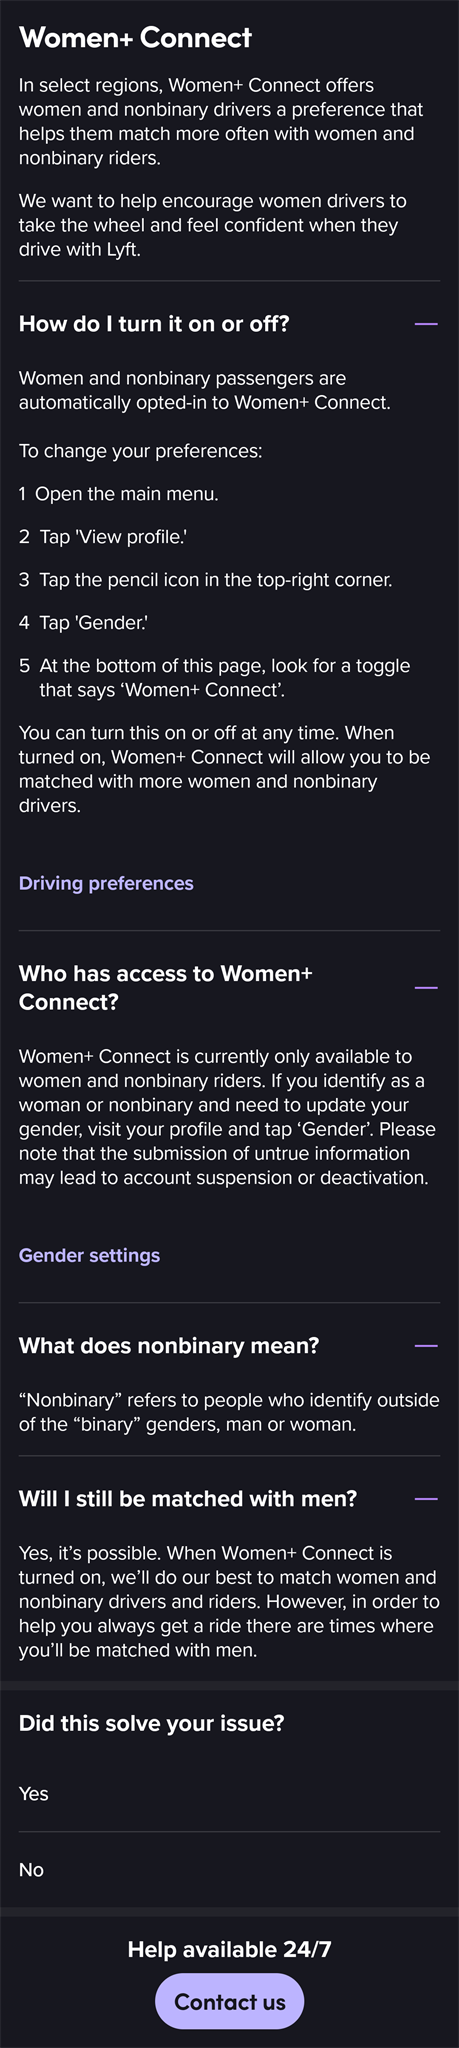 Women+ Connect
In select regions, Women+ Connect offers
women and nonbinary drivers a preference that
helps them match more often with women and
nonbinary riders.
We want to help encourage women drivers to
take the wheel and feel confident when they
drive with Lyft.
How do I turn it on or off?
Women and nonbinary passengers are
automatically opted-in to Women+ Connect.
To change your preferences:
1 Open the main menu.
2 Tap 'View profile.'
3 Tap the pencil icon in the top-right corner.
4 Tap 'Gender.'
5 At the bottom of this page, look for a toggle
that says ‘Women+ Connect’.
You can turn this on or off at any time. When
turned on, Women+ Connect will allow you to be
matched with more women and nonbinary
drivers.
Driving preferences
Who has access to Women+
Connect?
Women+ Connect is currently only available to
women and nonbinary riders. If you identify as a
woman or nonbinary and need to update your
gender, visit your profile and tap ‘Gender’. Please
note that the submission of untrue information
may lead to account suspension or deactivation.
Gender settings
What does nonbinary mean?
“Nonbinary” refers to people who identify outside
of the “binary” genders, man or woman.
Will I still be matched with men?
Yes, it’s possible. When Women+ Connect is
turned on, we’ll do our best to match women and
nonbinary drivers and riders. However, in order to
help you always get a ride there are times where
you’ll be matched with men.
Did this solve your issue?
Yes
No
Help available 24/7
Contact us